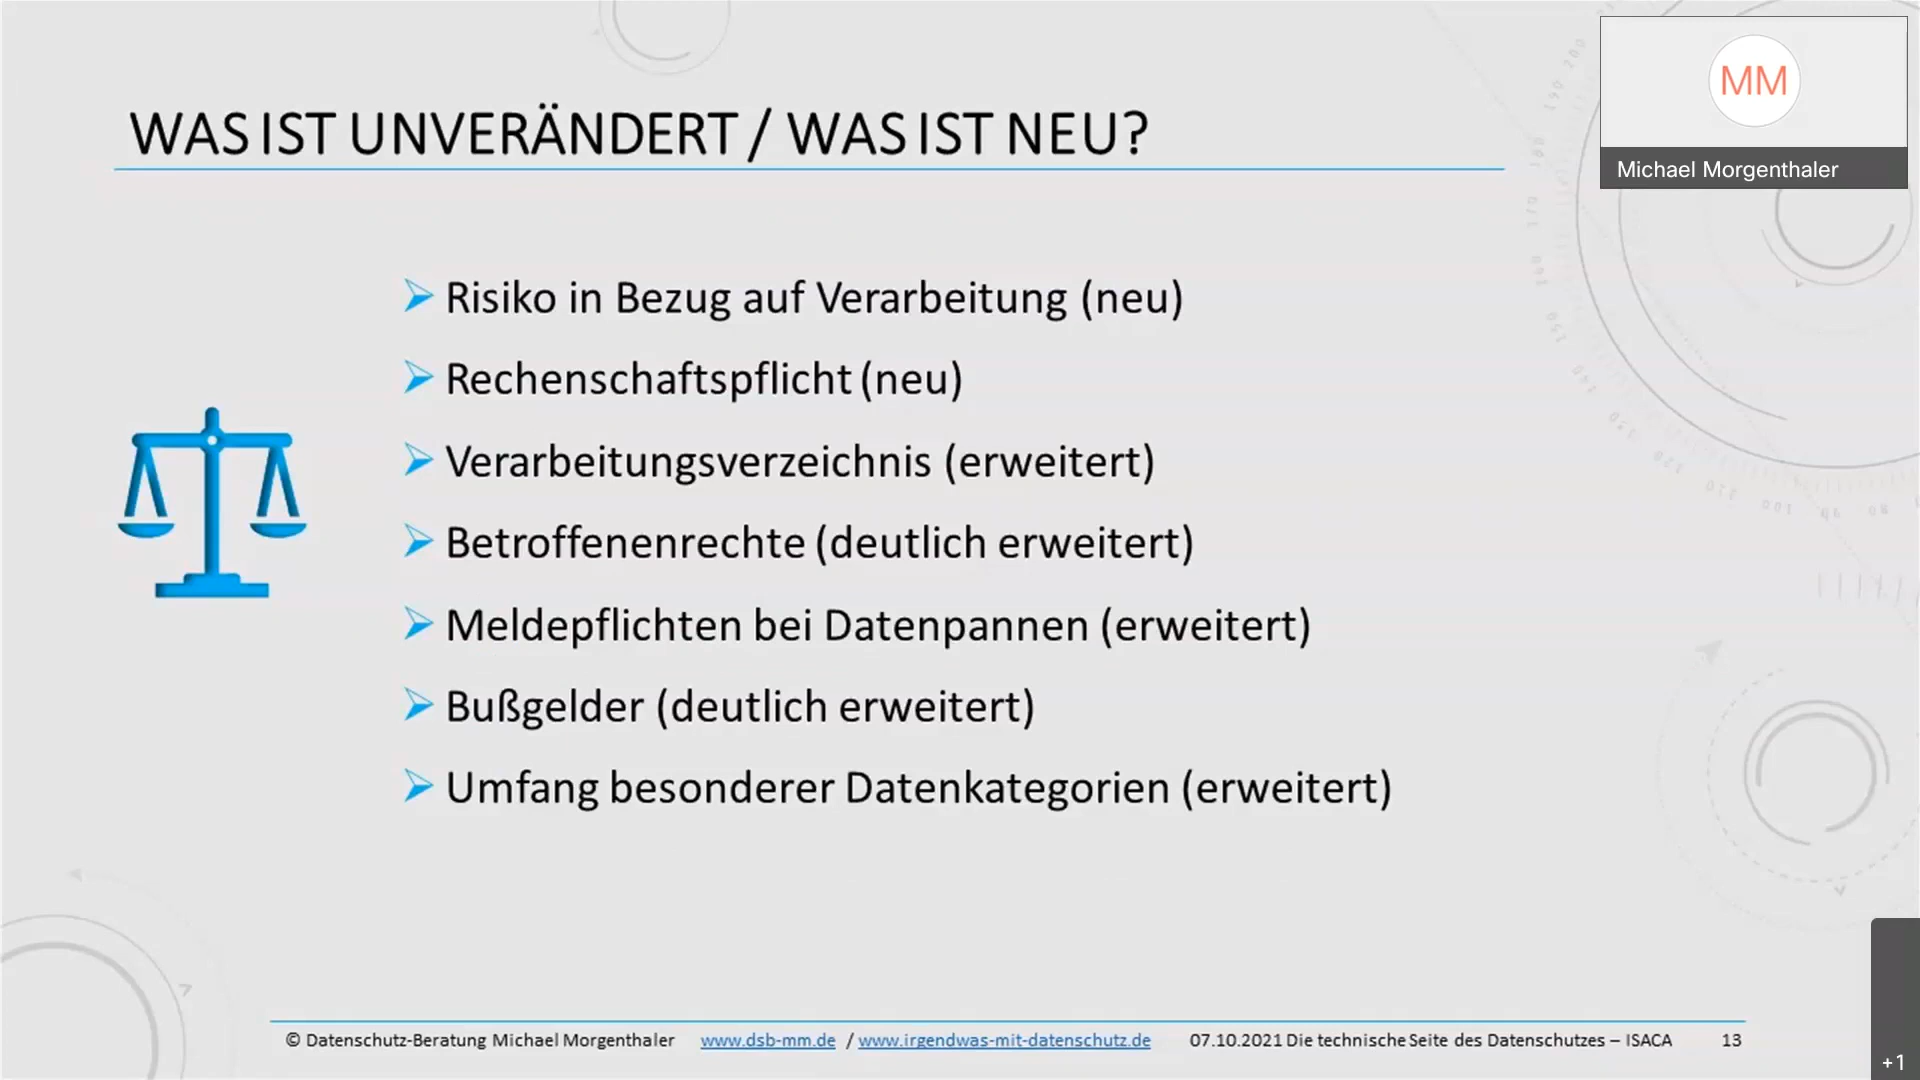 WAS IST UNVERÄNDERT / WAS IST NEU?
MM
Michael Morgenthaler
Risiko in Bezug auf Verarbeitung (neu)
Rechenschaftspflicht (neu)
Verarbeitungsverzeichnis (erweitert)
Betroffenenrechte (deutlich erweitert)
Meldepflichten bei Datenpannen (erweitert)
Bußgelder (deutlich erweitert)
Umfang besonderer Datenkategorien (erweitert)
© Datenschutz-Beratung Michael Morgenthaler www.dsb-mm.de / www.irgendwas-mit-datenschutz.de 07.10.2021 Die technische Seite des Datenschutzes – ISACA 13
+1